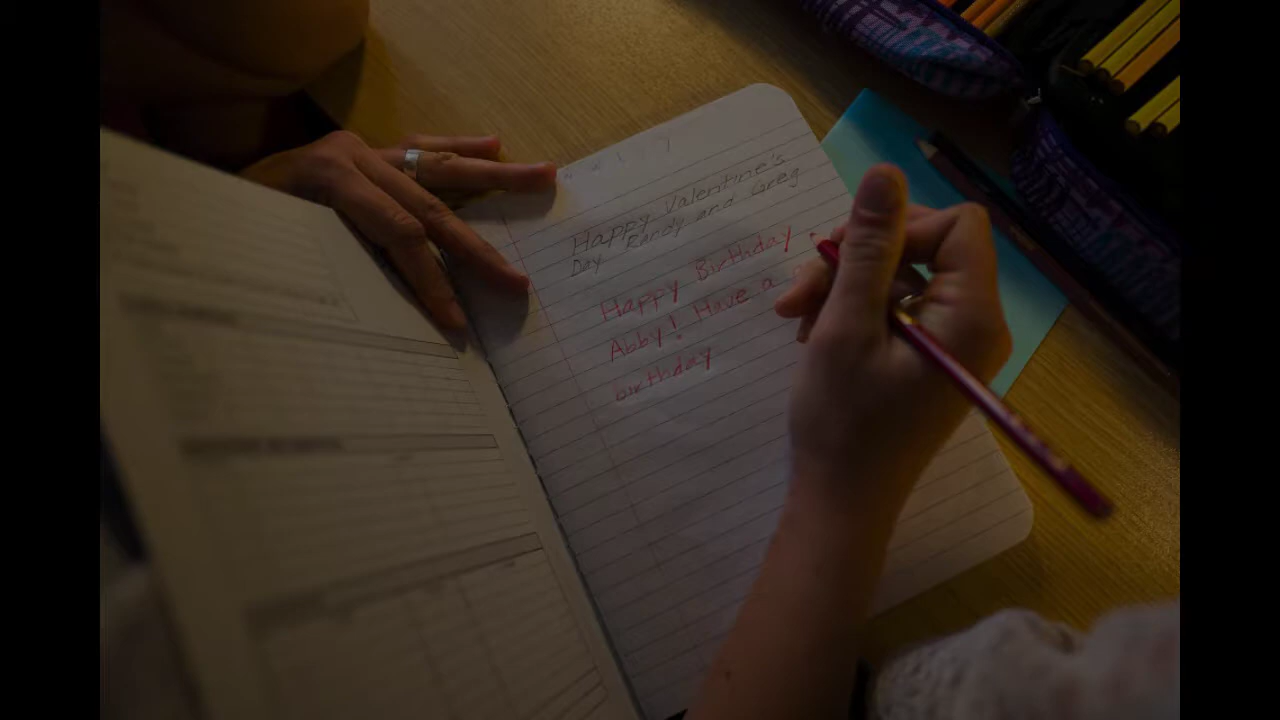 Happy Valentine's
Day Randy and Greg
Happy Birthday
Abby! Have a
birthday